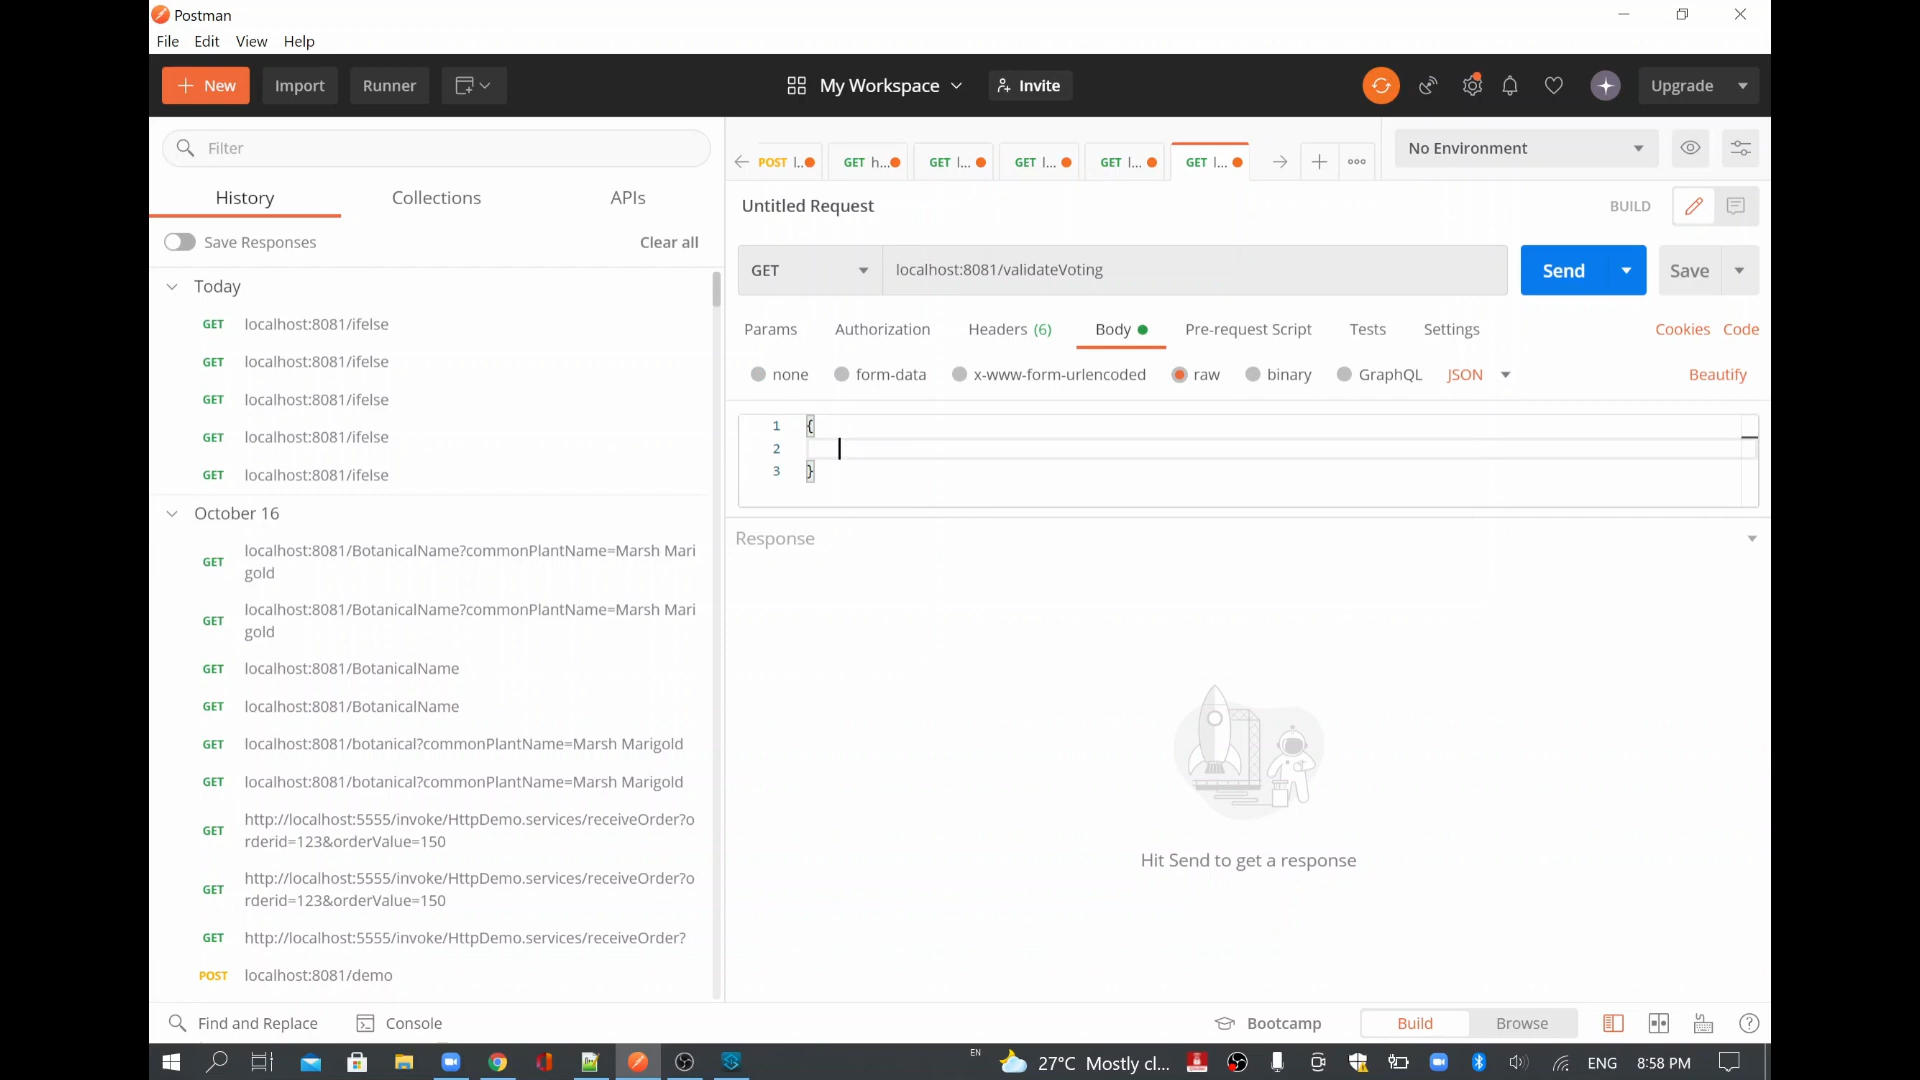 Postman
File Edit View Help
New Import Runner My Workspace Invite Upgrade
Filter
History Collections APIs
Save Responses Clear all
Today
GET localhost:8081/ifelse
GET localhost:8081/ifelse
GET localhost:8081/ifelse
GET localhost:8081/ifelse
GET localhost:8081/ifelse
October 16
GET localhost:8081/BotanicalName?commonPlantName=Marsh Mari
gold
GET localhost:8081/BotanicalName?commonPlantName=Marsh Mari
gold
GET localhost:8081/BotanicalName
GET localhost:8081/BotanicalName
GET localhost:8081/botanical?commonPlantName=Marsh Marigold
GET localhost:8081/botanical?commonPlantName=Marsh Marigold
GET http://localhost:5555/invoke/HttpDemo.services/receiveOrder?o
rderid=123&orderValue=150
GET http://localhost:5555/invoke/HttpDemo.services/receiveOrder?o
rderid=123&orderValue=150
GET http://localhost:5555/invoke/HttpDemo.services/receiveOrder?
POST localhost:8081/demo
POST l... GET h... GET l... GET l... GET l... GET l... No Environment
Untitled Request BUILD
GET localhost:8081/validateVoting Send Save
Params Authorization Headers (6) Body Pre-request Script Tests Settings Cookies Code
none form-data x-www-form-urlencoded raw binary GraphQL JSON Beautify
1 {
2
3 }
Response
Hit Send to get a response
Find and Replace Console Bootcamp Build Browse
EN 27°C Mostly cl... ENG 8:58 PM